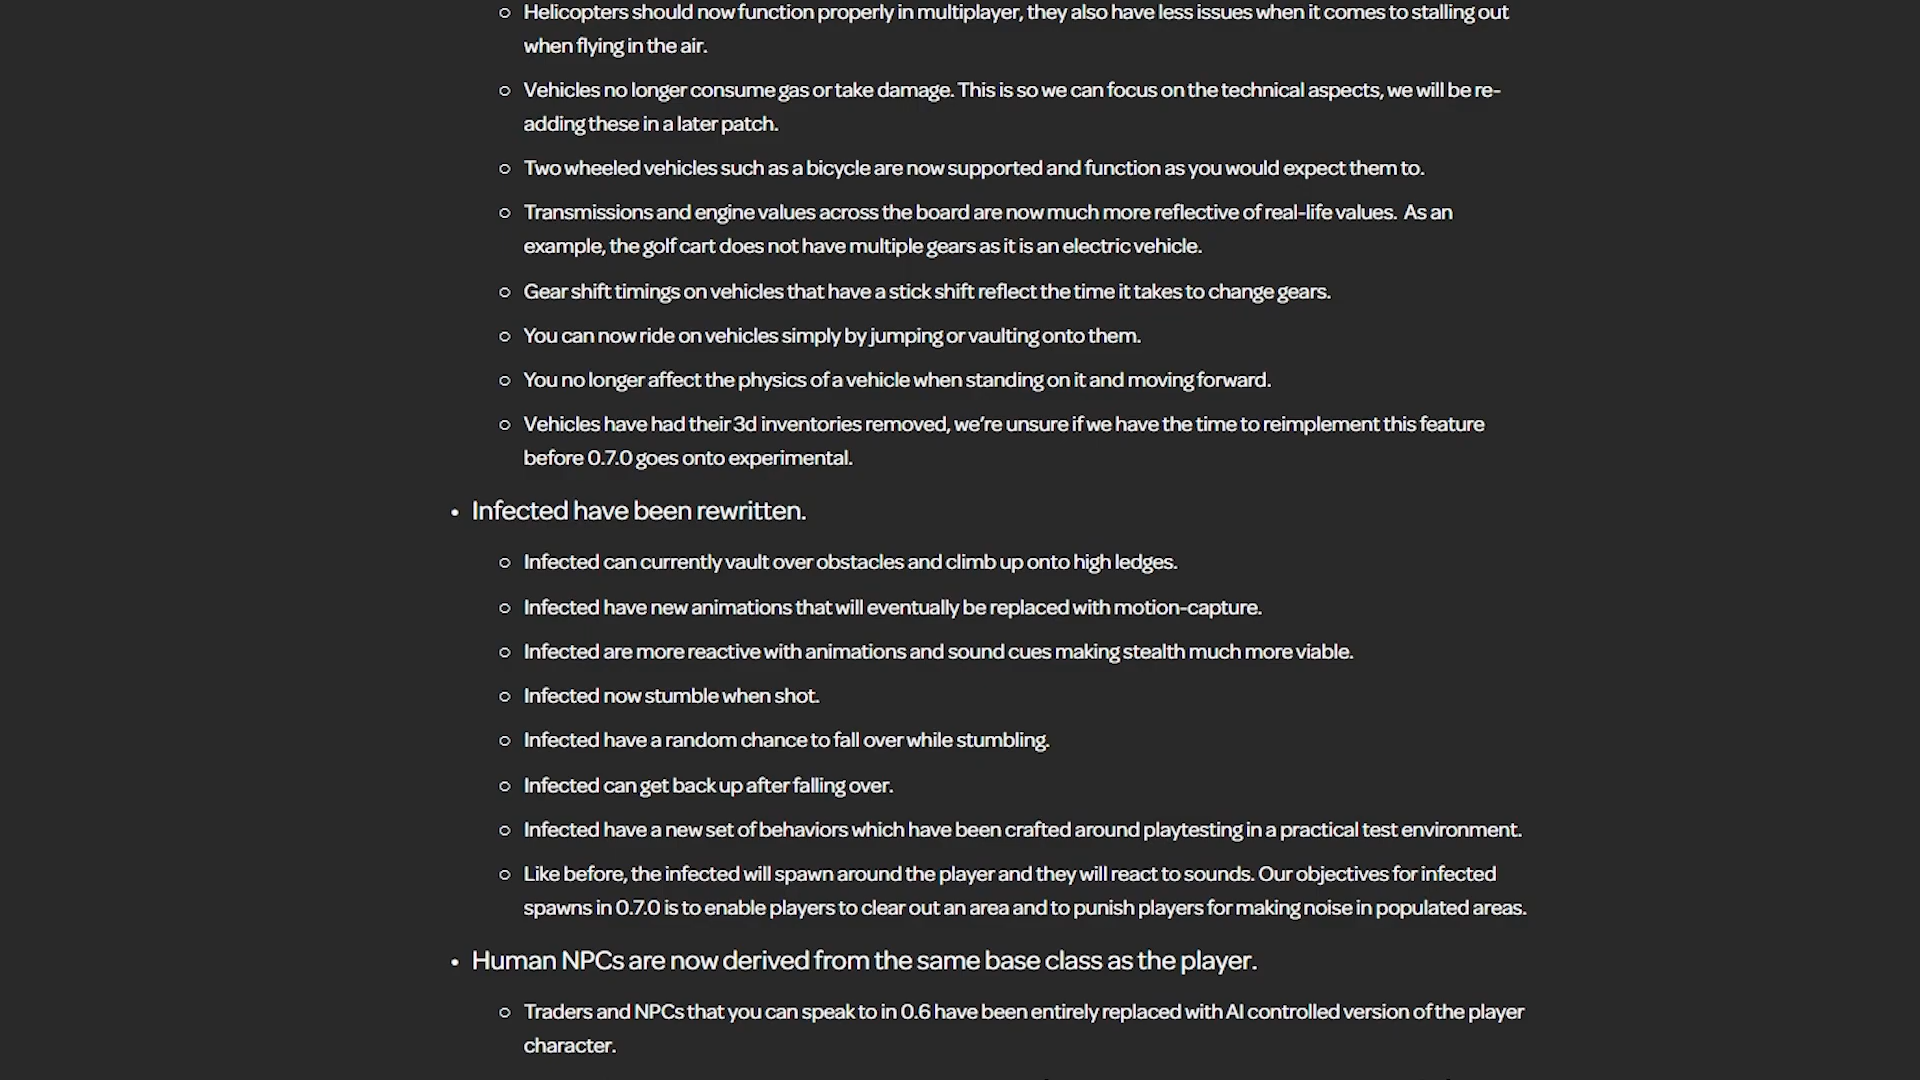 Helicopters should now function properly in multiplayer, they also have less issues when it comes to stalling out
when flying in the air.
Vehicles no longer consume gas or take damage. This is so we can focus on the technical aspects, we will be re-
adding these in a later patch.
Two wheeled vehicles such as a bicycle are now supported and function as you would expect them to.
Transmissions and engine values across the board are now much more reflective of real-life values. As an
example, the golf cart does not have multiple gears as it is an electric vehicle.
Gear shift timings on vehicles that have a stick shift reflect the time it takes to change gears.
You can now ride on vehicles simply by jumping or vaulting onto them.
You no longer affect the physics of a vehicle when standing on it and moving forward.
Vehicles have had their 3d inventories removed, we’re unsure if we have the time to reimplement this feature
before 0.7.0 goes onto experimental.
Infected have been rewritten.
Infected can currently vault over obstacles and climb up onto high ledges.
Infected have new animations that will eventually be replaced with motion-capture.
Infected are more reactive with animations and sound cues making stealth much more viable.
Infected now stumble when shot.
Infected have a random chance to fall over while stumbling.
Infected can get back up after falling over.
Infected have a new set of behaviors which have been crafted around playtesting in a practical test environment.
Like before, the infected will spawn around the player and they will react to sounds. Our objectives for infected
spawns in 0.7.0 is to enable players to clear out an area and to punish players for making noise in populated areas.
Human NPCs are now derived from the same base class as the player.
Traders and NPCs that you can speak to in 0.6 have been entirely replaced with AI controlled version of the player
character.